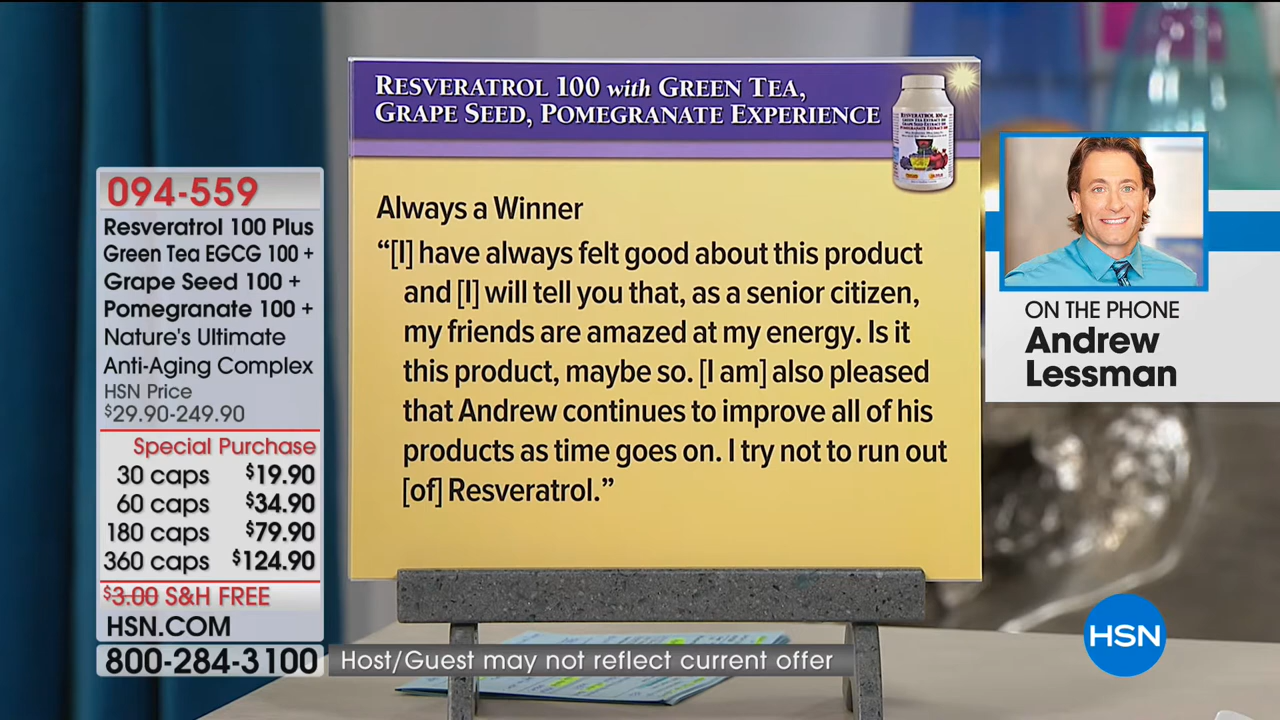 094-559
Resveratrol 100 Plus
Green Tea EGCG 100 +
Grape Seed 100 +
Pomegranate 100 +
Nature's Ultimate
Anti-Aging Complex
HSN Price
$29.90-249.90
Special Purchase
30 caps $19.90
60 caps $34.90
180 caps $79.90
360 caps $124.90
$3.00 S&H FREE
HSN.COM
800-284-3100
RESVERATROL 100 with GREEN TEA,
GRAPE SEED, POMEGRANATE EXPERIENCE
RESVERATROL 100
Always a Winner
“[I] have always felt good about this product
and [I] will tell you that, as a senior citizen,
my friends are amazed at my energy. Is it
this product, maybe so. [I am] also pleased
that Andrew continues to improve all of his
products as time goes on. I try not to run out
[of] Resveratrol.”
ON THE PHONE
Andrew
Lessman
HSN
Host/Guest may not reflect current offer